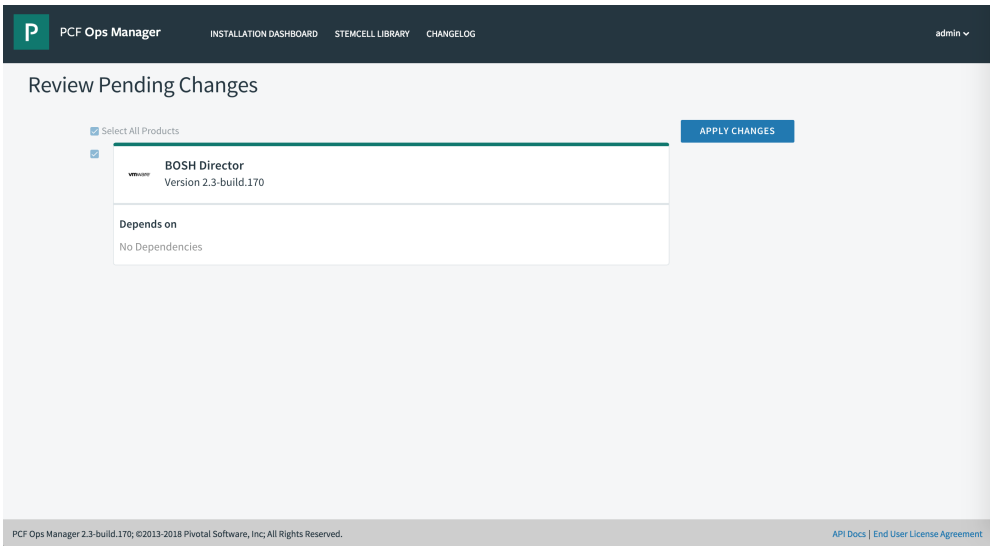 P
PCF Ops Manager
INSTALLATION DASHBOARD STEMCELL LIBRARY CHANGELOG
admin
Review Pending Changes
Select All Products
APPLY CHANGES
vmware
BOSH Director
Version 2.3-build.170
Depends on
No Dependencies
PCF Ops Manager 2.3-build.170; ©2013-2018 Pivotal Software, Inc; All Rights Reserved.
API Docs | End User License Agreement